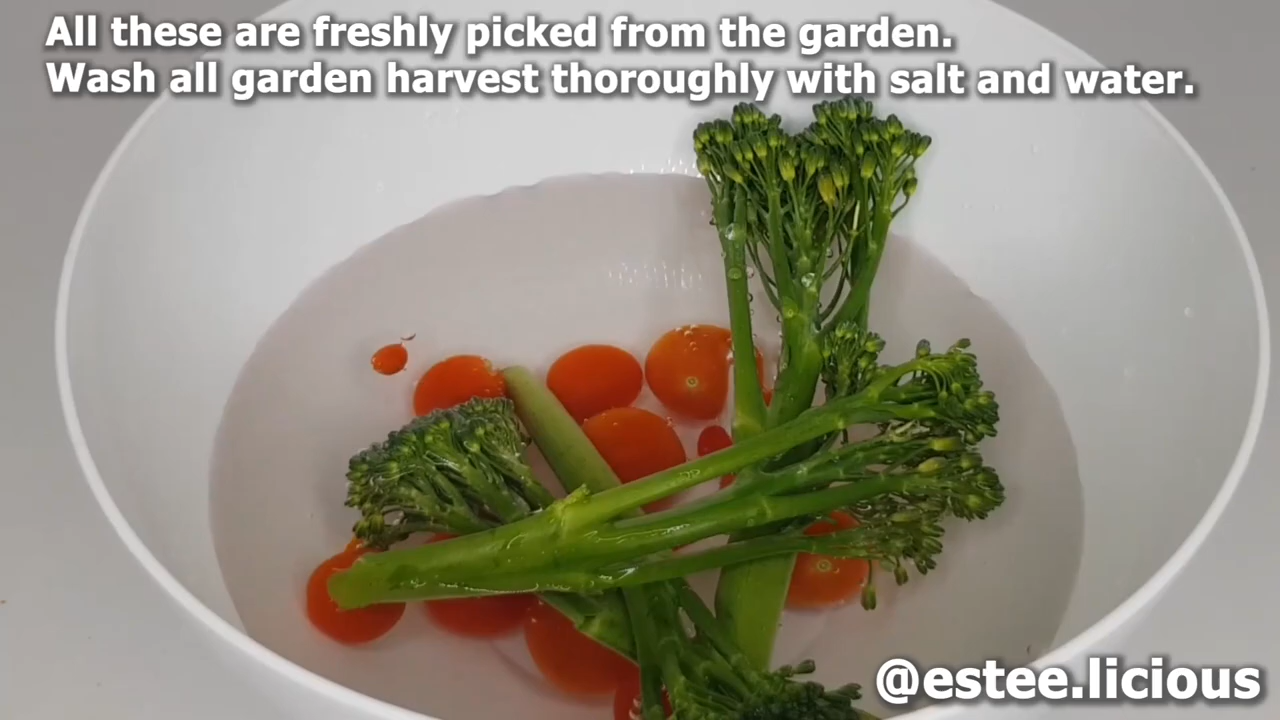 All these are freshly picked from the garden.
Wash all garden harvest thoroughly with salt and water.
@estee.licious